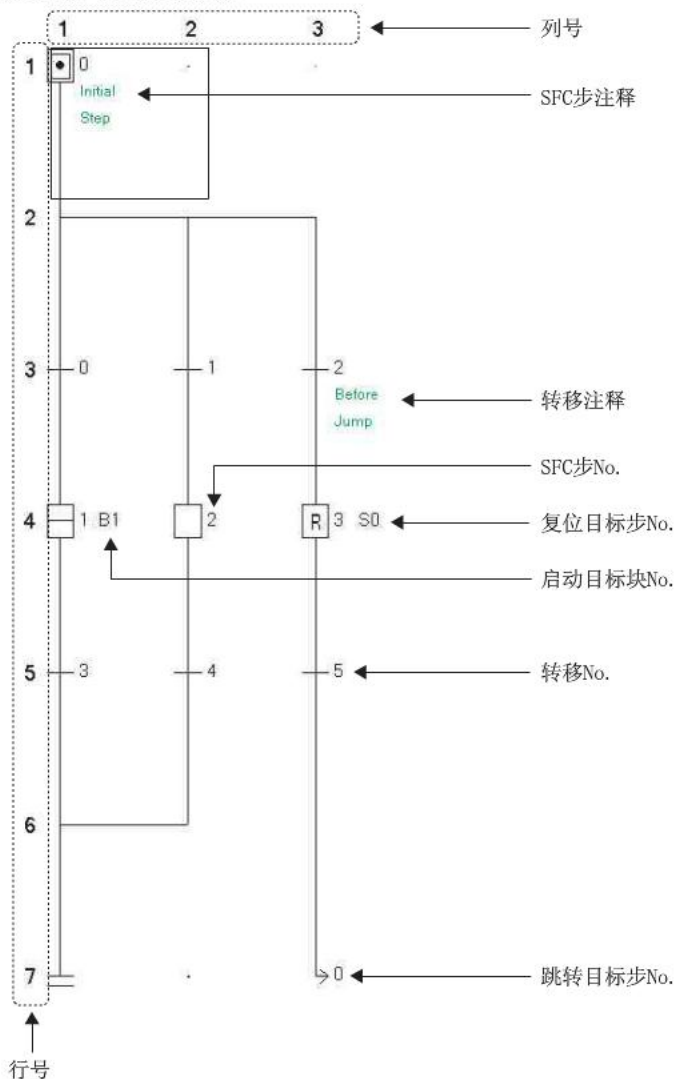 1 2 3 列号
1 0
Initial
Step
SFC步注释
2
3 0 1 2
Before
Jump
转移注释
SFC步No.
4 1 B1 2 R 3 S0 复位目标步No.
启动目标块No.
5 3 4 5 转移No.
6
7 0 跳转目标步No.
行号